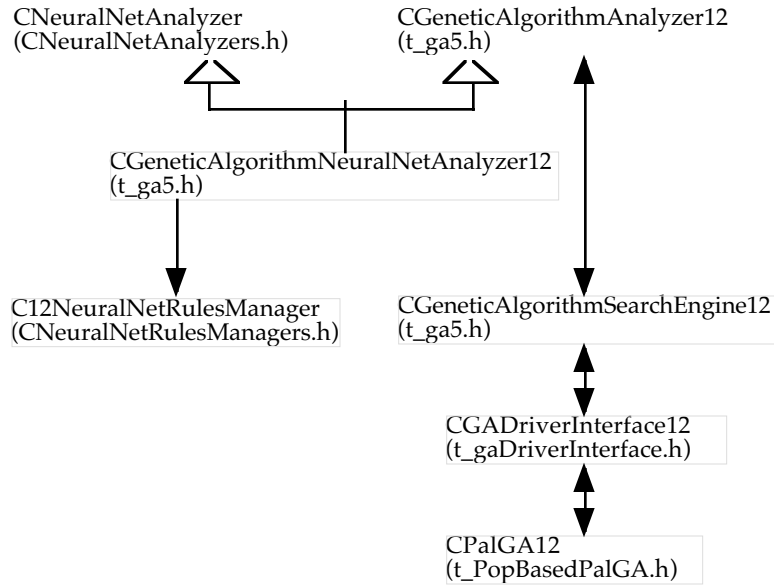 CNeuralNetAnalyzer
(CNeuralNetAnalyzers.h)
CGeneticAlgorithmAnalyzer12
(t_ga5.h)
CGeneticAlgorithmNeuralNetAnalyzer12
(t_ga5.h)
C12NeuralNetRulesManager
(CNeuralNetRulesManagers.h)
CGeneticAlgorithmSearchEngine12
(t_ga5.h)
CGADriverInterface12
(t_gaDriverInterface.h)
CPalGA12
(t_PopBasedPalGA.h)